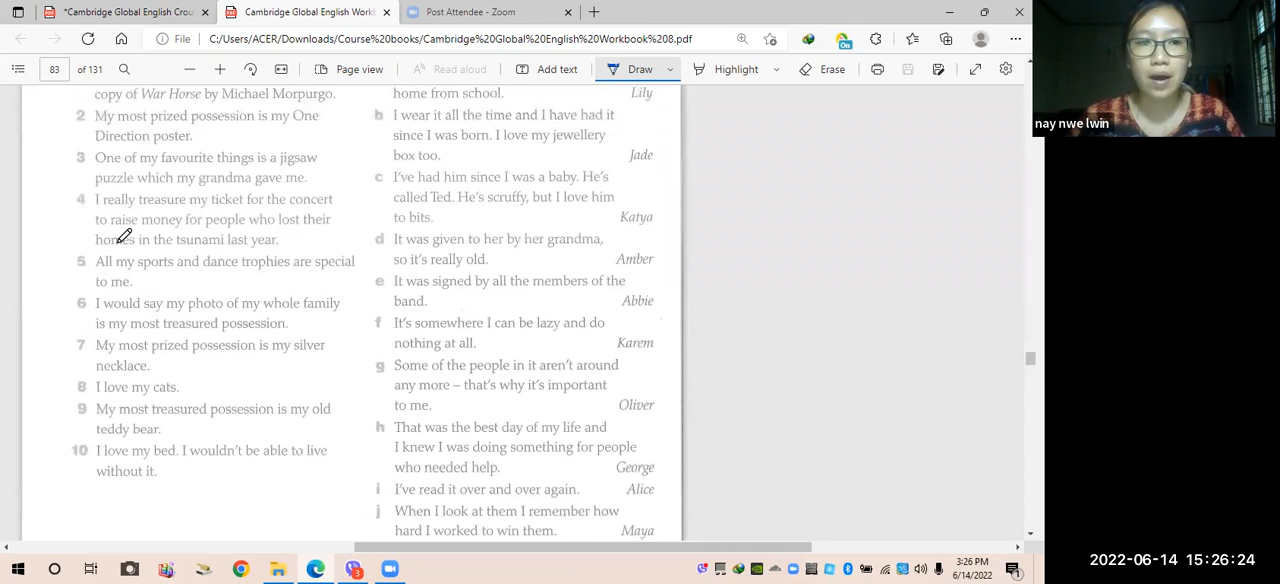 *Cambridge Global English Cour
Cambridge Global English Workb
Post Attendee - Zoom
File
C:/Users/ACER/Downloads/Course%20books/Cambridge%20Global%20English%20Workbook%208.pdf
On
83 of 131
Page view
Read aloud
Add text
Draw
Highlight
Erase
copy of War Horse by Michael Morpurgo.
2 My most prized possession is my One
Direction poster.
3 One of my favourite things is a jigsaw
puzzle which my grandma gave me.
4 I really treasure my ticket for the concert
to raise money for people who lost their
homes in the tsunami last year.
5 All my sports and dance trophies are special
to me.
6 I would say my photo of my whole family
is my most treasured possession.
7 My most prized possession is my silver
necklace.
8 I love my cats.
9 My most treasured possession is my old
teddy bear.
10 I love my bed. I wouldn't be able to live
without it.
home from school. Lily
b I wear it all the time and I have had it
since I was born. I love my jewellery
box too. Jade
c I've had him since I was a baby. He's
called Ted. He's scruffy, but I love him
to bits. Katya
d It was given to her by her grandma,
so it's really old. Amber
e It was signed by all the members of the
band. Abbie
f It's somewhere I can be lazy and do
nothing at all. Karem
g Some of the people in it aren't around
any more – that's why it's important
to me. Oliver
h That was the best day of my life and
I knew I was doing something for people
who needed help. George
i I've read it over and over again. Alice
j When I look at them I remember how
hard I worked to win them. Maya
nay nwe lwin
3
3:26 PM
6/14/2022
1
2022-06-14 15:26:24